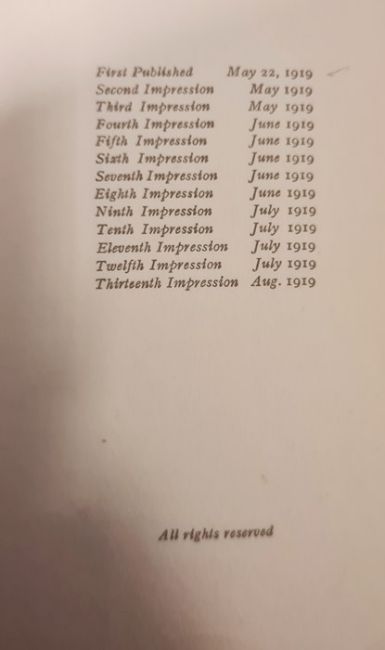 First Published May 22, 1919
Second Impression May 1919
Third Impression May 1919
Fourth Impression June 1919
Fifth Impression June 1919
Sixth Impression June 1919
Seventh Impression June 1919
Eighth Impression June 1919
Ninth Impression July 1919
Tenth Impression July 1919
Eleventh Impression July 1919
Twelfth Impression July 1919
Thirteenth Impression Aug. 1919
All rights reserved